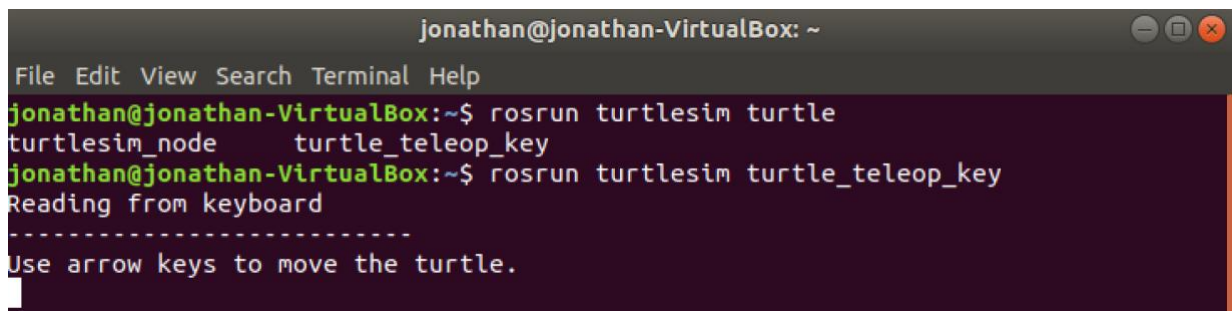 jonathan@jonathan-VirtualBox: ~
File Edit View Search Terminal Help
jonathan@jonathan-VirtualBox:~$ rosrun turtlesim turtle
turtlesim_node     turtle_teleop_key
jonathan@jonathan-VirtualBox:~$ rosrun turtlesim turtle_teleop_key
Reading from keyboard
---------------------------
Use arrow keys to move the turtle.